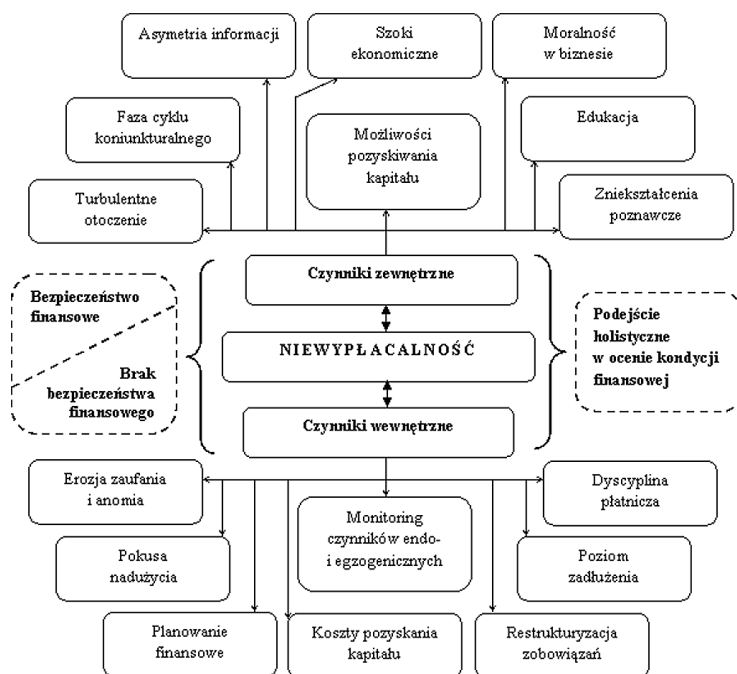 Asymetria informacji
Szoki
ekonomiczne
Moralność
w biznesie
Faza cyklu
koniunkturalnego
Możliwości
pozyskiwania
kapitału
Edukacja
Turbulentne
otoczenie
Zniekształcenia
poznawcze
Bezpieczeństwo
finansowe
Brak
bezpieczeństwa
finansowego
Czynniki zewnętrzne
NIEWYPŁACALNOŚĆ
Czynniki wewnętrzne
Podejście
holistyczne
w ocenie kondycji
finansowej
Erozja zaufania
i anomia
Monitoring
czynników endo-
i egzogenicznych
Dyscyplina
płatnicza
Pokusa
nadużycia
Poziom
zadłużenia
Planowanie
finansowe
Koszty pozyskania
kapitału
Restrukturyzacja
zobowiązań